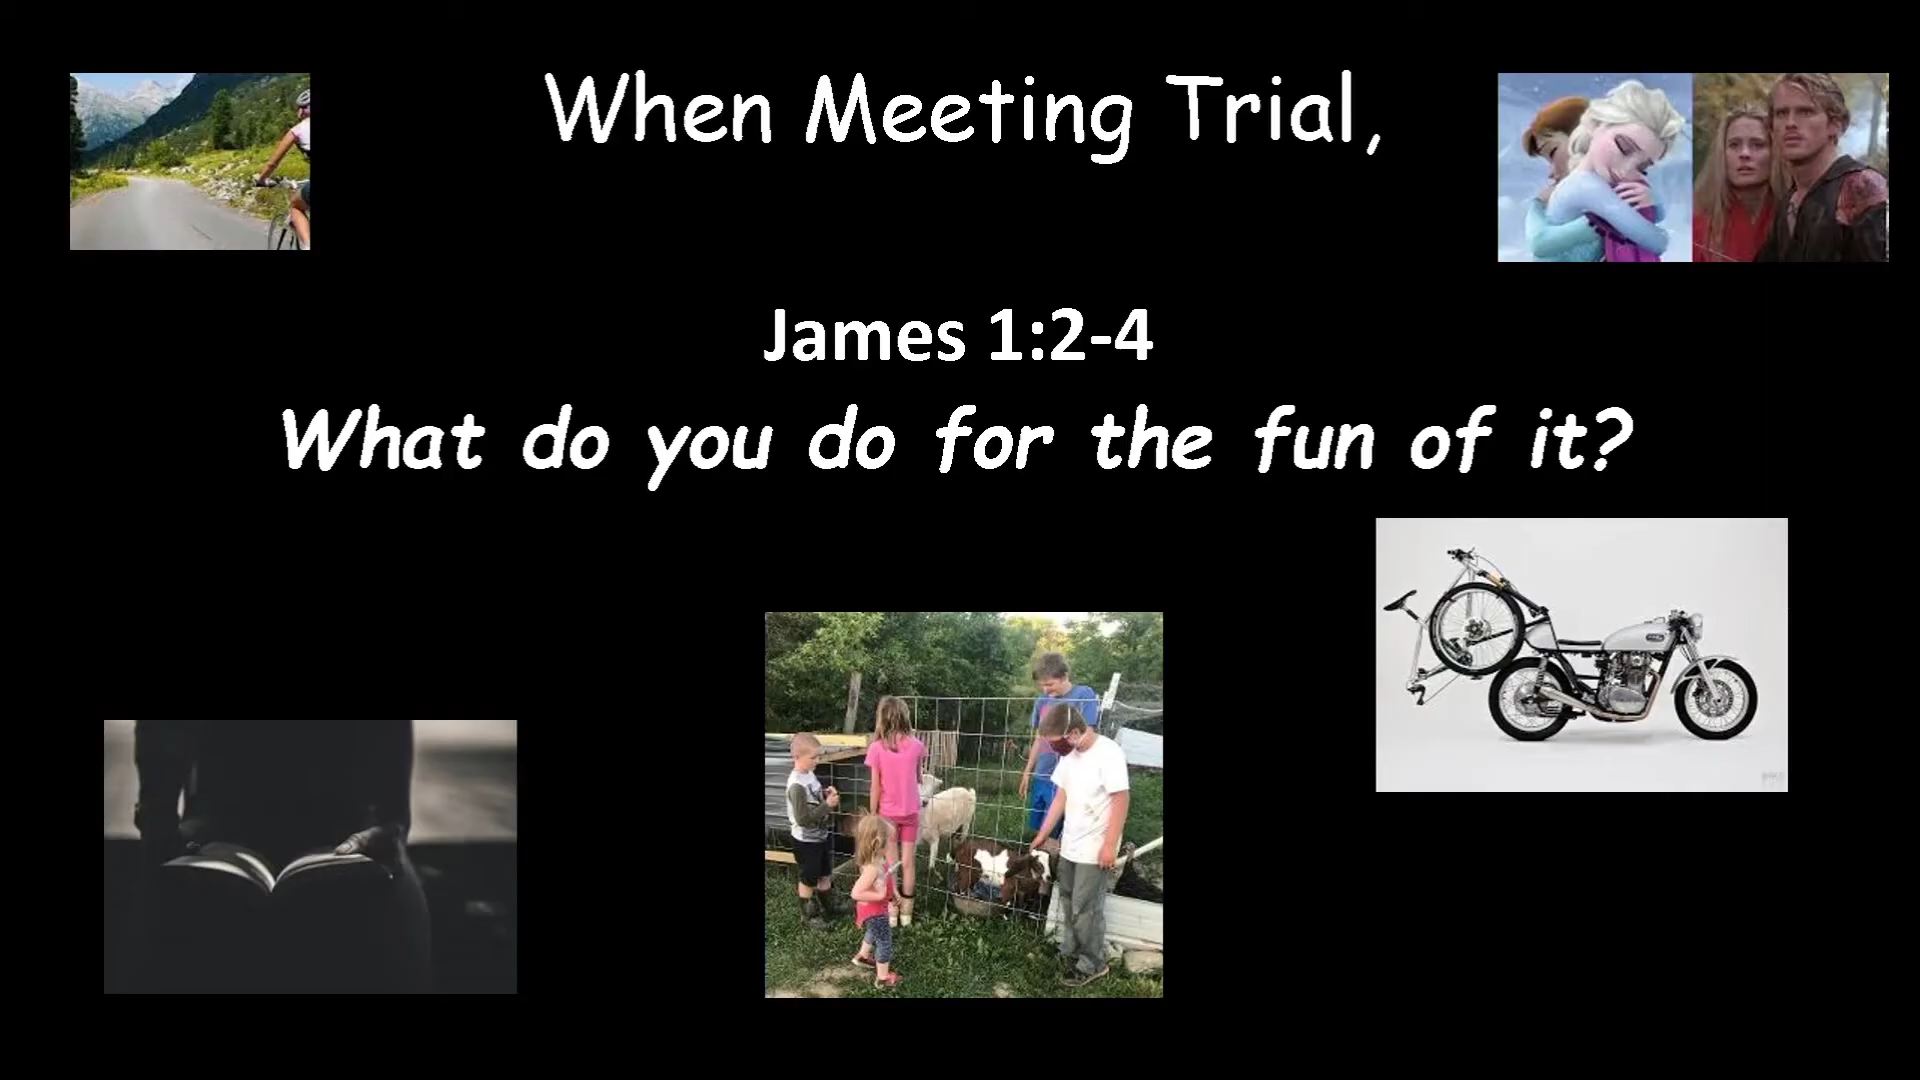 When Meeting Trial,
James 1:2-4
What do you do for the fun of it?